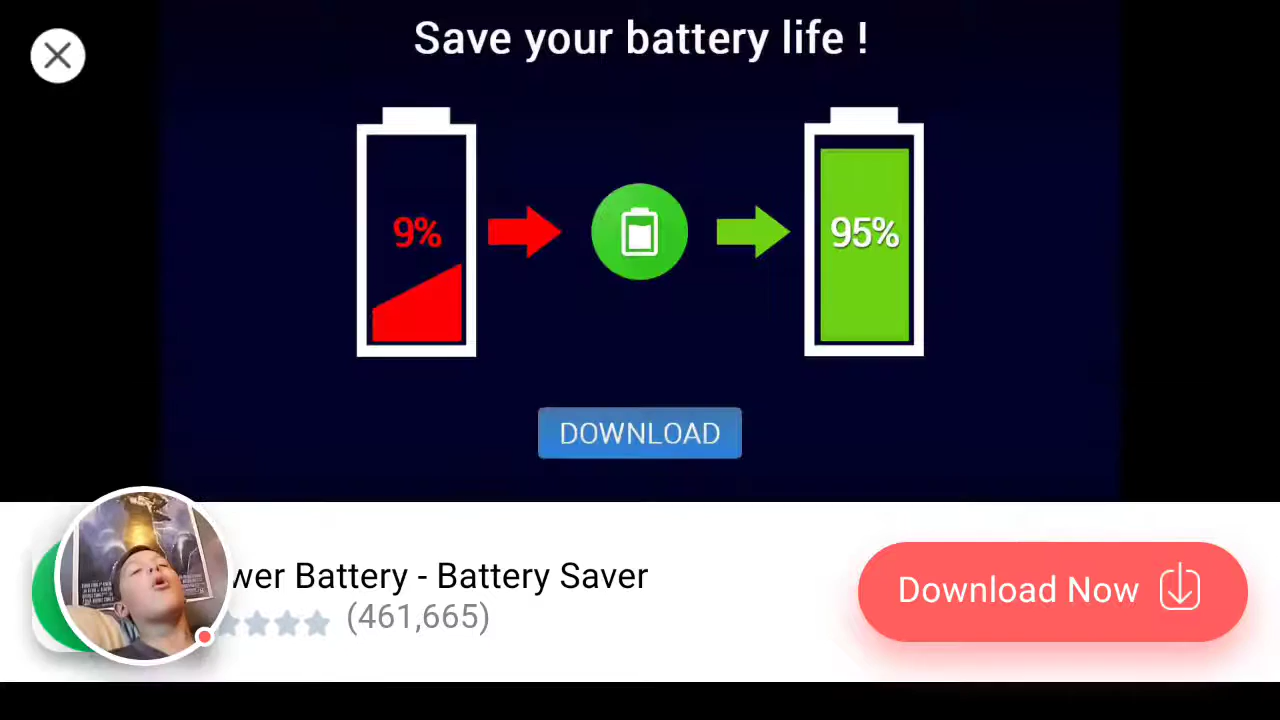 Save your battery life !
9%
95%
DOWNLOAD
wer Battery - Battery Saver
(461,665)
Download Now